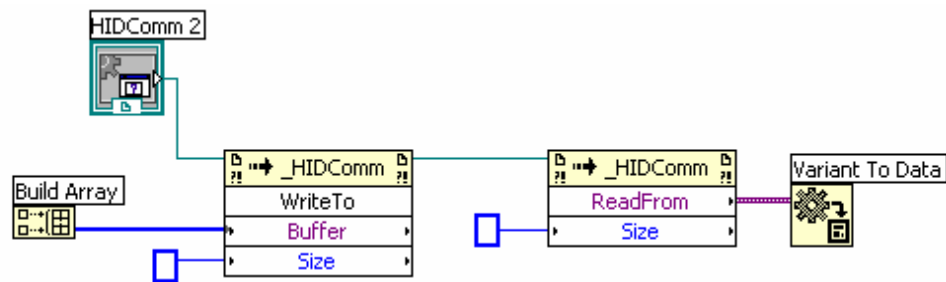 HIDComm 2
_HIDComm
WriteTo
Buffer
Size
Build Array
_HIDComm
ReadFrom
Size
Variant To Data